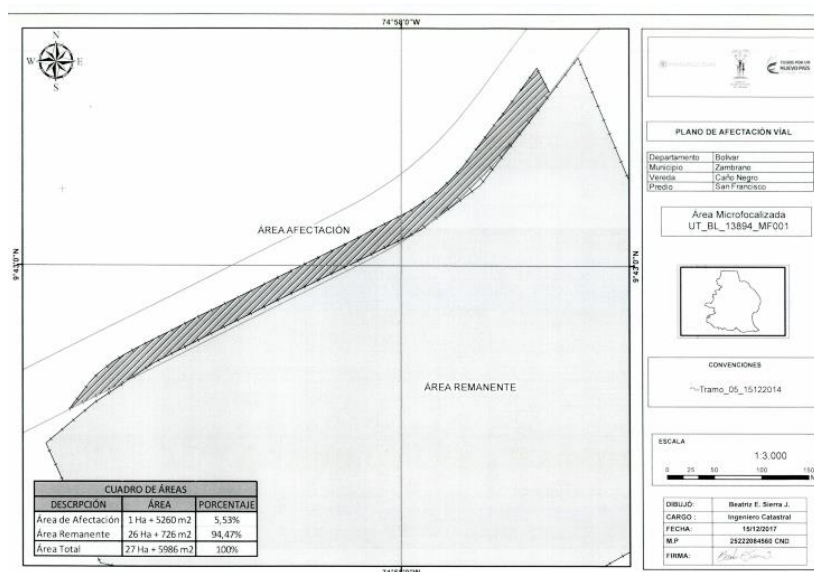 74°58'0"W
N
W E
S
ÁREA AFECTACIÓN
9°43'0"N
9°43'0"N
ÁREA REMANENTE
CUADRO DE ÁREAS
DESCRPCIÓN ÁREA PORCENTAJE
Área de Afectación 1 Ha + 5260 m2 5,53%
Área Remanente 26 Ha + 726 m2 94,47%
Área Total 27 Ha + 5986 m2 100%
TODOS POR UN
NUEVO PAÍS
PLANO DE AFECTACIÓN VÍAL
Departamento Bolivar
Municipio Zambrano
Vereda Caño Negro
Predio San Francisco
Área Microfocalizada
UT_BL_13894_MF001
CONVENCIONES
Tramo_05_15122014
ESCALA
1:3.000
0 25 50 100 150
DIBUJÓ: Beatriz E. Sierra J.
CARGO : Ingeniero Catastral
FECHA: 15/12/2017
M.P 25222084560 CND
FIRMA: